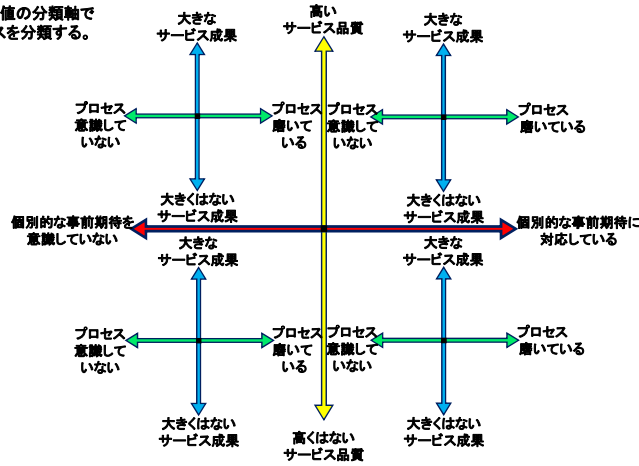 値の分類軸で
スを分類する。
大きな
サービス成果
高い
サービス品質
大きな
サービス成果
プロセス
意識して
いない
プロセス
磨いて
いる
プロセス
意識して
いない
プロセス
磨いている
大きくはない
サービス成果
大きくはない
サービス成果
個別的な事前期待を
意識していない
個別的な事前期待に
対応している
大きな
サービス成果
大きな
サービス成果
プロセス
意識して
いない
プロセス
磨いて
いる
プロセス
意識して
いない
プロセス
磨いている
大きくはない
サービス成果
高くはない
サービス品質
大きくはない
サービス成果